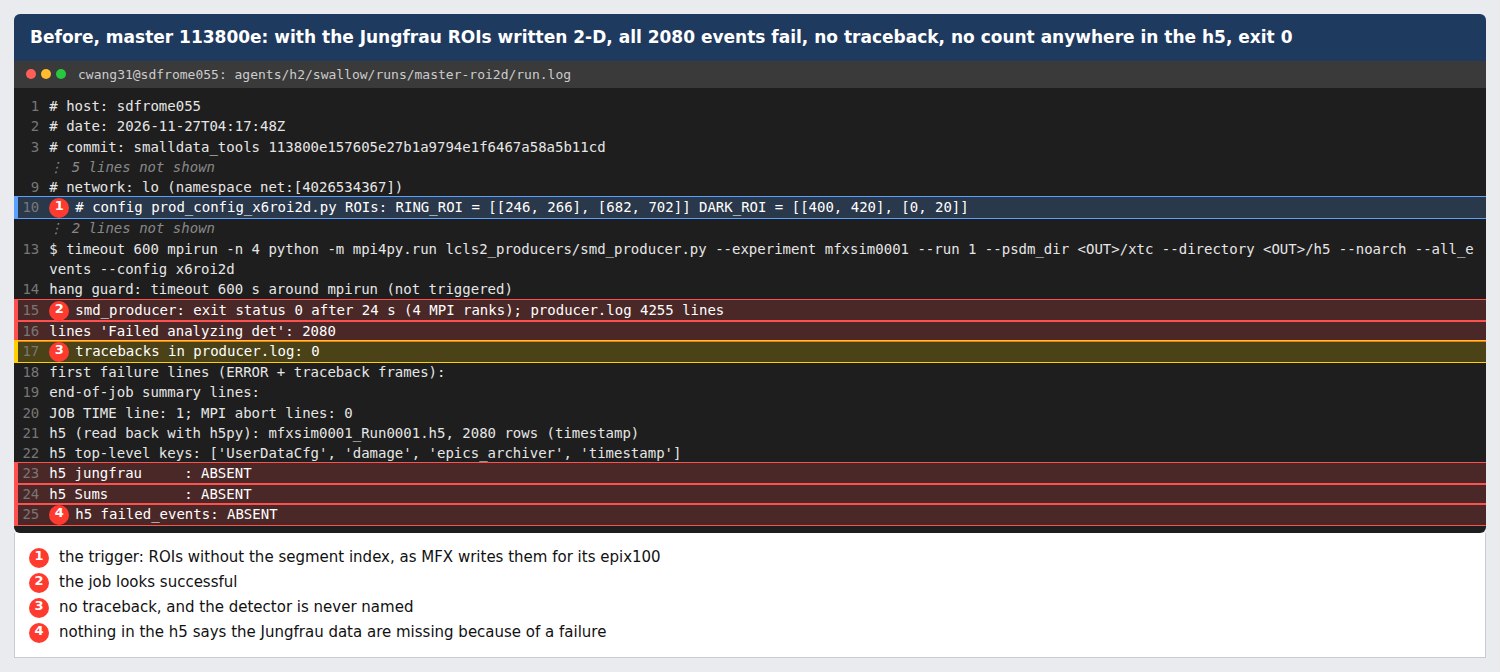 Before, master 113800e: with the Jungfrau ROIs written 2-D, all 2080 events fail, no traceback, no count anywhere in the h5, exit 0
cwang31@sdfrome055: agents/h2/swallow/runs/master-roi2d/run.log
1 # host: sdfrome055
2 # date: 2026-11-27T04:17:48Z
3 # commit: smalldata_tools 113800e157605e27b1a9794e1f6467a58a5b11cd
⋮ 5 lines not shown
9 # network: lo (namespace net:[4026534367])
10 1 # config prod_config_x6roi2d.py ROIs: RING_ROI = [[246, 266], [682, 702]] DARK_ROI = [[400, 420], [0, 20]]
⋮ 2 lines not shown
13 $ timeout 600 mpirun -n 4 python -m mpi4py.run lcls2_producers/smd_producer.py --experiment mfxsim0001 --run 1 --psdm_dir <OUT>/xtc --directory <OUT>/h5 --noarch --all_e
vents --config x6roi2d
14 hang guard: timeout 600 s around mpirun (not triggered)
15 2 smd_producer: exit status 0 after 24 s (4 MPI ranks); producer.log 4255 lines
16 lines 'Failed analyzing det': 2080
17 3 tracebacks in producer.log: 0
18 first failure lines (ERROR + traceback frames):
19 end-of-job summary lines:
20 JOB TIME line: 1; MPI abort lines: 0
21 h5 (read back with h5py): mfxsim0001_Run0001.h5, 2080 rows (timestamp)
22 h5 top-level keys: ['UserDataCfg', 'damage', 'epics_archiver', 'timestamp']
23 h5 jungfrau : ABSENT
24 h5 Sums : ABSENT
25 4 h5 failed_events: ABSENT
1 the trigger: ROIs without the segment index, as MFX writes them for its epix100
2 the job looks successful
3 no traceback, and the detector is never named
4 nothing in the h5 says the Jungfrau data are missing because of a failure